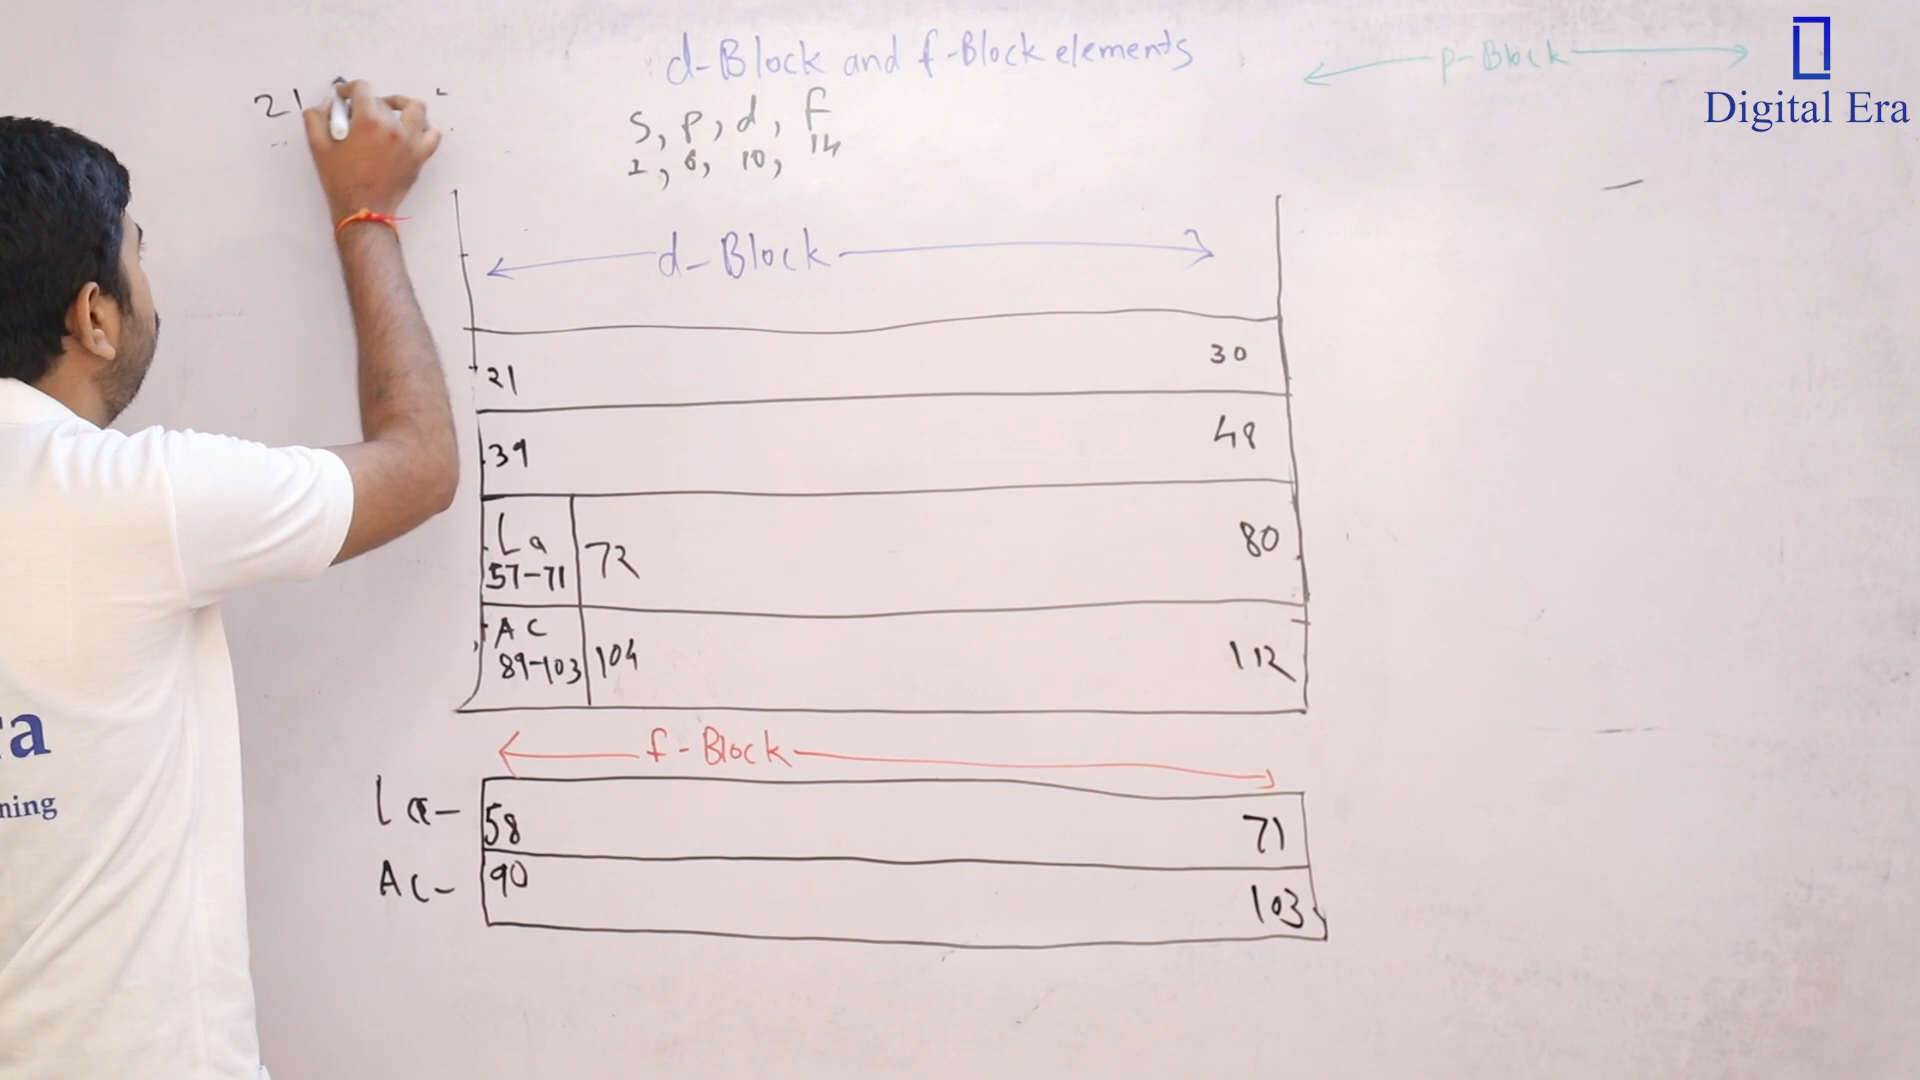 d-Block and f-Block elements
p-Block
Digital Era
21
s, p, d, f
2, 6, 10, 14
d-Block
21 30
39 48
La
57-71 72 80
AC
89-103 104 112
f-Block
La- 58 71
Ac- 90 103
ra
ning